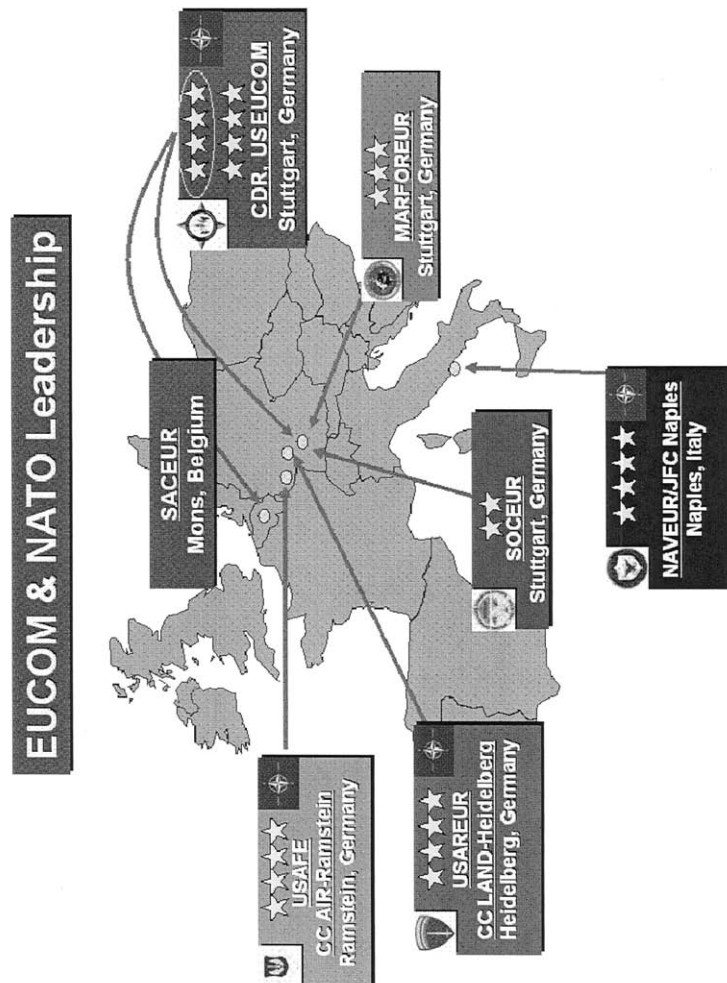 EUCOM & NATO Leadership
SACEUR
Mons, Belgium
CDR, USEUCOM
Stuttgart, Germany
USAFE
CC AIR-Ramstein
Ramstein, Germany
MARFOREUR
Stuttgart, Germany
USAREUR
CC LAND-Heidelberg
Heidelberg, Germany
SOCEUR
Stuttgart, Germany
NAVEUR/JFC Naples
Naples, Italy